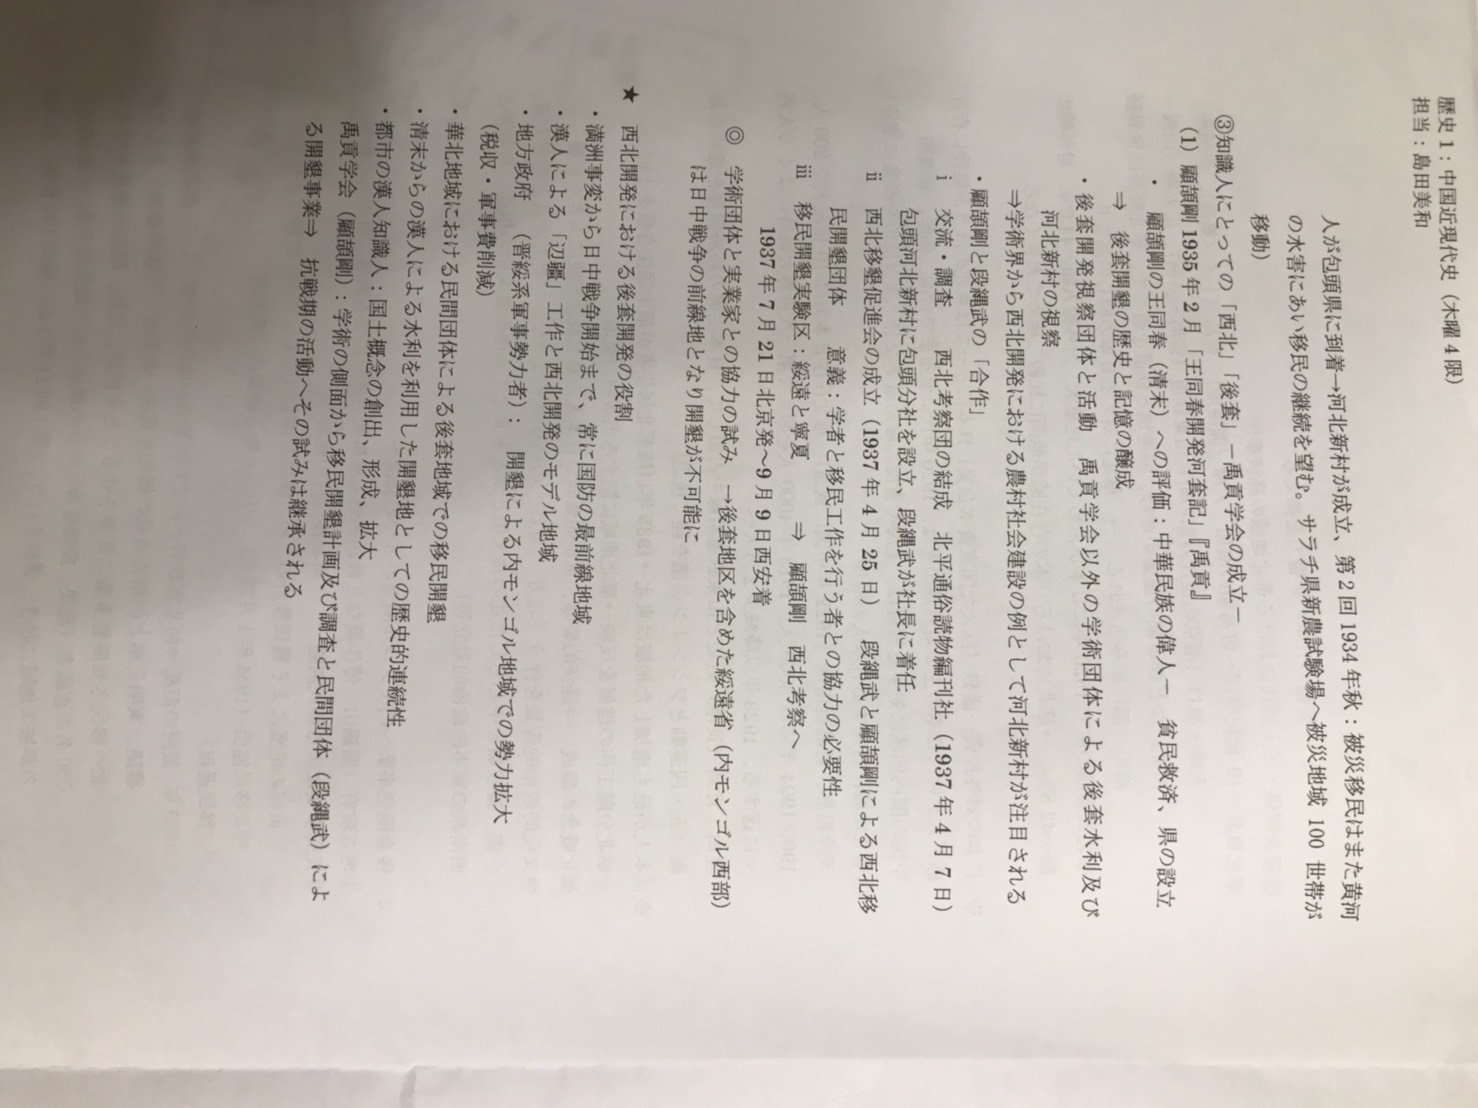 歴史 1：中国近現代史（木曜 4 限）
担当：島田美和
人が包頭県に到着→河北新村が成立、第 2 回 1934 年秋：被災移民はまた黄河
の水害にあい移民の継続を望む。サラチ県新農試験場へ被災地域 100 世帯が
移動）
③知識人にとっての「西北」「後套」－禹貢学会の成立－
（1）顧頡剛 1935 年 2 月「王同春開発河套記」『禹貢』
・　顧頡剛の王同春（清末）への評価：中華民族の偉人―　貧民救済、県の設立
⇒　後套開墾の歴史と記憶の醸成
・後套開発視察団体と活動　禹貢学会以外の学術団体による後套水利及び
河北新村の視察
⇒学術界から西北開発における農村社会建設の例として河北新村が注目される
・顧頡剛と段縄武の「合作」
ⅰ　交流・調査　　西北考察団の結成　北平通俗読物編刊社（1937 年 4 月 7 日）
包頭河北新村に包頭分社を設立、段縄武が社長に着任
ⅱ　西北移墾促進会の成立（1937 年 4 月 25 日）　段縄武と顧頡剛による西北移
民開墾団体　　意義：学者と移民工作を行う者との協力の必要性
ⅲ　移民開墾実験区：綏遠と寧夏　　⇒　顧頡剛　西北考察へ
1937 年 7 月 21 日北京発～9 月 9 日西安着
◎　学術団体と実業家との協力の試み　→後套地区を含めた綏遠省（内モンゴル西部）
は日中戦争の前線地となり開墾が不可能に
★　西北開発における後套開発の役割
・満洲事変から日中戦争開始まで、常に国防の最前線地域
・漢人による「辺疆」工作と西北開発のモデル地域
・地方政府　（晋綏系軍事勢力者）：　開墾による内モンゴル地域での勢力拡大
（税収・軍事費削減）
・華北地域における民間団体による後套地域での移民開墾
・清末からの漢人による水利を利用した開墾地としての歴史的連続性
・都市の漢人知識人：国土概念の創出、形成、拡大
禹貢学会（顧頡剛）：学術の側面から移民開墾計画及び調査と民間団体（段縄武）によ
る開墾事業⇒　抗戦期の活動へその試みは継承される